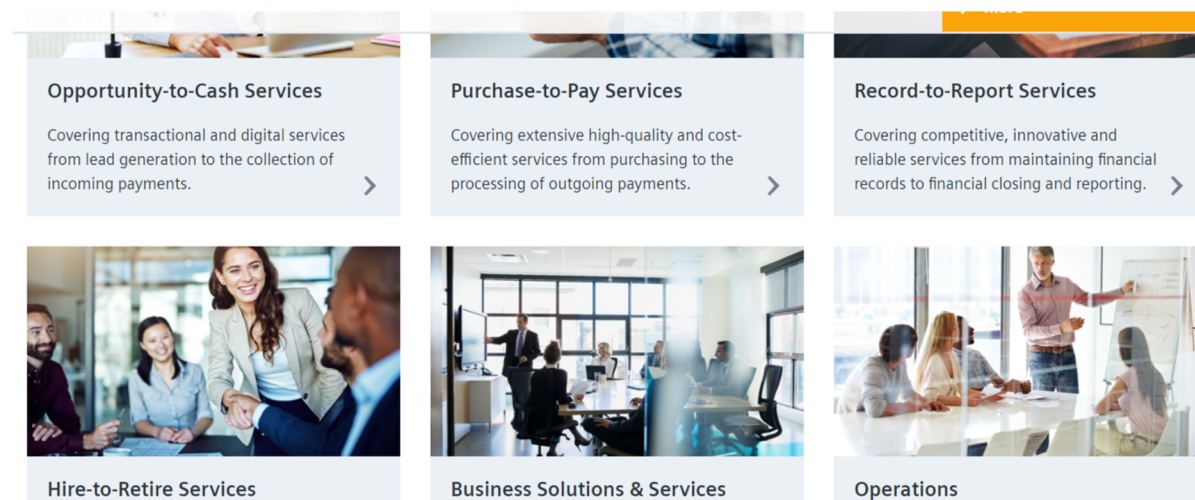 Opportunity-to-Cash Services
Covering transactional and digital services
from lead generation to the collection of
incoming payments.
Purchase-to-Pay Services
Covering extensive high-quality and cost-
efficient services from purchasing to the
processing of outgoing payments.
Record-to-Report Services
Covering competitive, innovative and
reliable services from maintaining financial
records to financial closing and reporting.
Hire-to-Retire Services
Business Solutions & Services
Operations